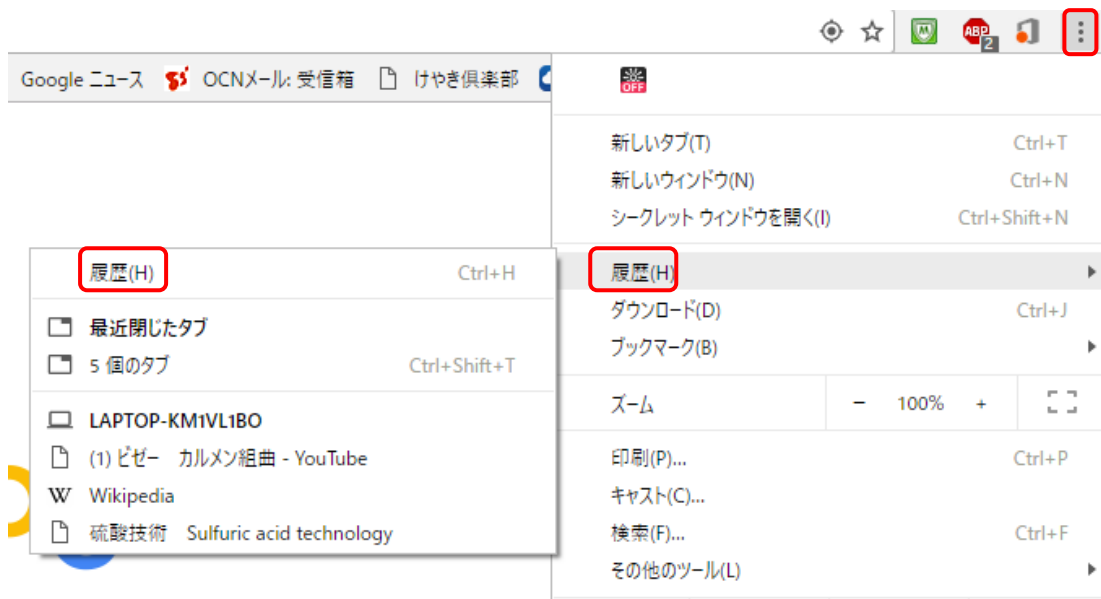 ABP
2
Google ニュース OCNメール: 受信箱 けやき倶楽部
OFF
新しいタブ(T) Ctrl+T
新しいウィンドウ(N) Ctrl+N
シークレット ウィンドウを開く(I) Ctrl+Shift+N
履歴(H)
ダウンロード(D) Ctrl+J
ブックマーク(B)
ズーム － 100% +
印刷(P)... Ctrl+P
キャスト(C)...
検索(F)... Ctrl+F
その他のツール(L)
履歴(H) Ctrl+H
最近閉じたタブ
5 個のタブ Ctrl+Shift+T
LAPTOP-KM1VL1BO
(1) ビゼー　カルメン組曲 - YouTube
W Wikipedia
硫酸技術　Sulfuric acid technology